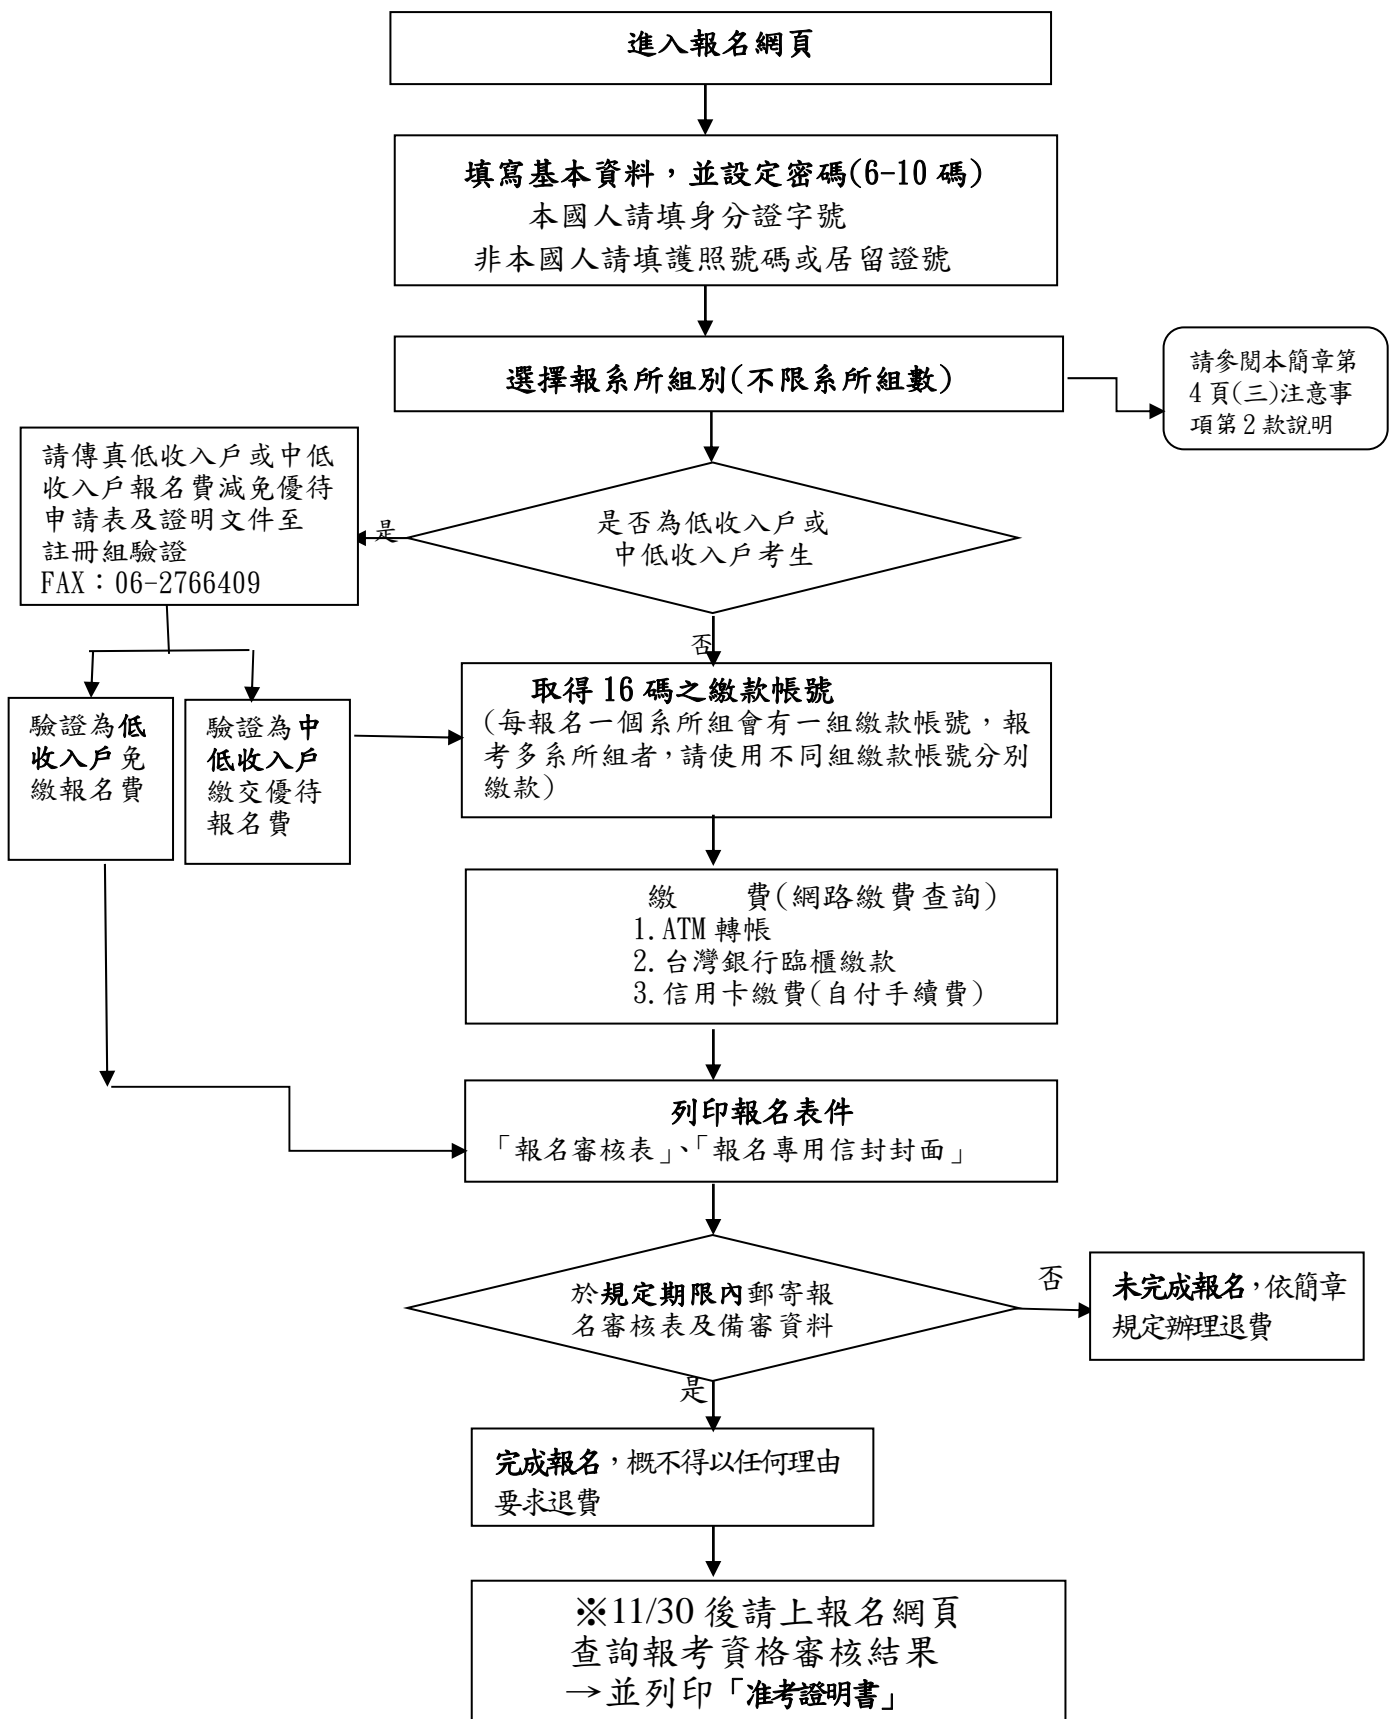 進入報名網頁
填寫基本資料，並設定密碼(6-10 碼)
本國人請填身分證字號
非本國人請填護照號碼或居留證號
選擇報系所組別(不限系所組數)
請參閱本簡章第
4 頁(三)注意事
項第 2 款說明
請傳真低收入戶或中低
收入戶報名費減免優待
申請表及證明文件至
註冊組驗證
FAX：06-2766409
是
是否為低收入戶或
中低收入戶考生
否
驗證為低
收入戶免
繳報名費
驗證為中
低收入戶
繳交優待
報名費
取得 16 碼之繳款帳號
(每報名一個系所組會有一組繳款帳號，報
考多系所組者，請使用不同組繳款帳號分別
繳款)
繳　　費(網路繳費查詢)
1.ATM 轉帳
2.台灣銀行臨櫃繳款
3.信用卡繳費(自付手續費)
列印報名表件
「報名審核表」、「報名專用信封封面」
於規定期限內郵寄報
名審核表及備審資料
否
未完成報名，依簡章
規定辦理退費
是
完成報名，概不得以任何理由
要求退費
※11/30 後請上報名網頁
查詢報考資格審核結果
→並列印「准考證明書」